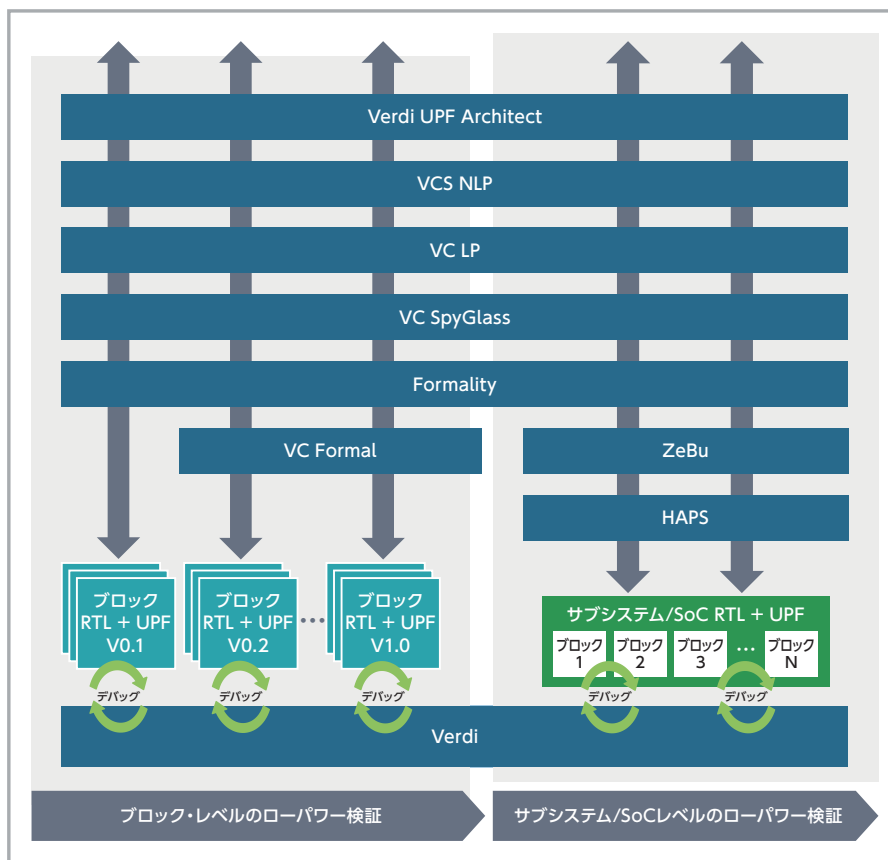 Verdi UPF Architect
VCS NLP
VC LP
VC SpyGlass
Formality
VC Formal
ZeBu
HAPS
ブロック
RTL + UPF
V0.1
ブロック
RTL + UPF
V0.2
…
ブロック
RTL + UPF
V1.0
サブシステム/SoC RTL + UPF
ブロック
1
ブロック
2
ブロック
3
…
ブロック
N
デバッグ
デバッグ
デバッグ
デバッグ
デバッグ
Verdi
ブロック・レベルのローパワー検証
サブシステム/SoCレベルのローパワー検証